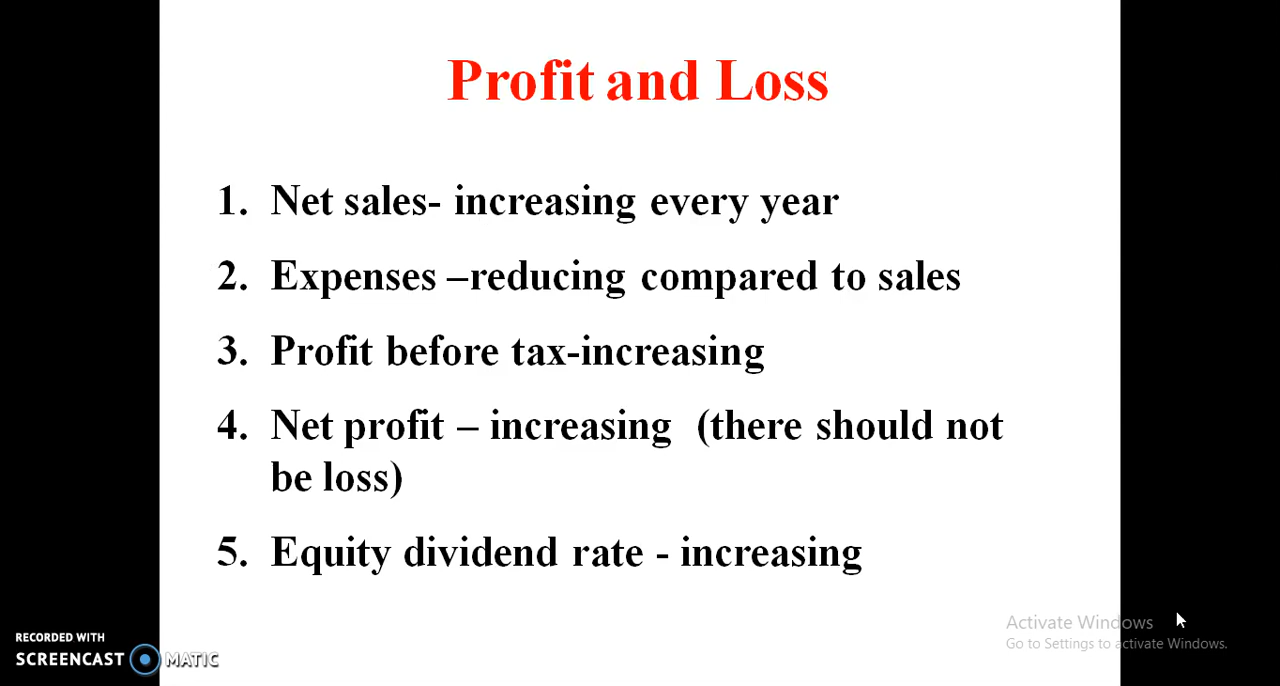 Profit and Loss
1. Net sales- increasing every year
2. Expenses –reducing compared to sales
3. Profit before tax-increasing
4. Net profit – increasing (there should not
be loss)
5. Equity dividend rate - increasing
Activate Windows
Go to Settings to activate Windows.
RECORDED WITH
SCREENCAST MATIC